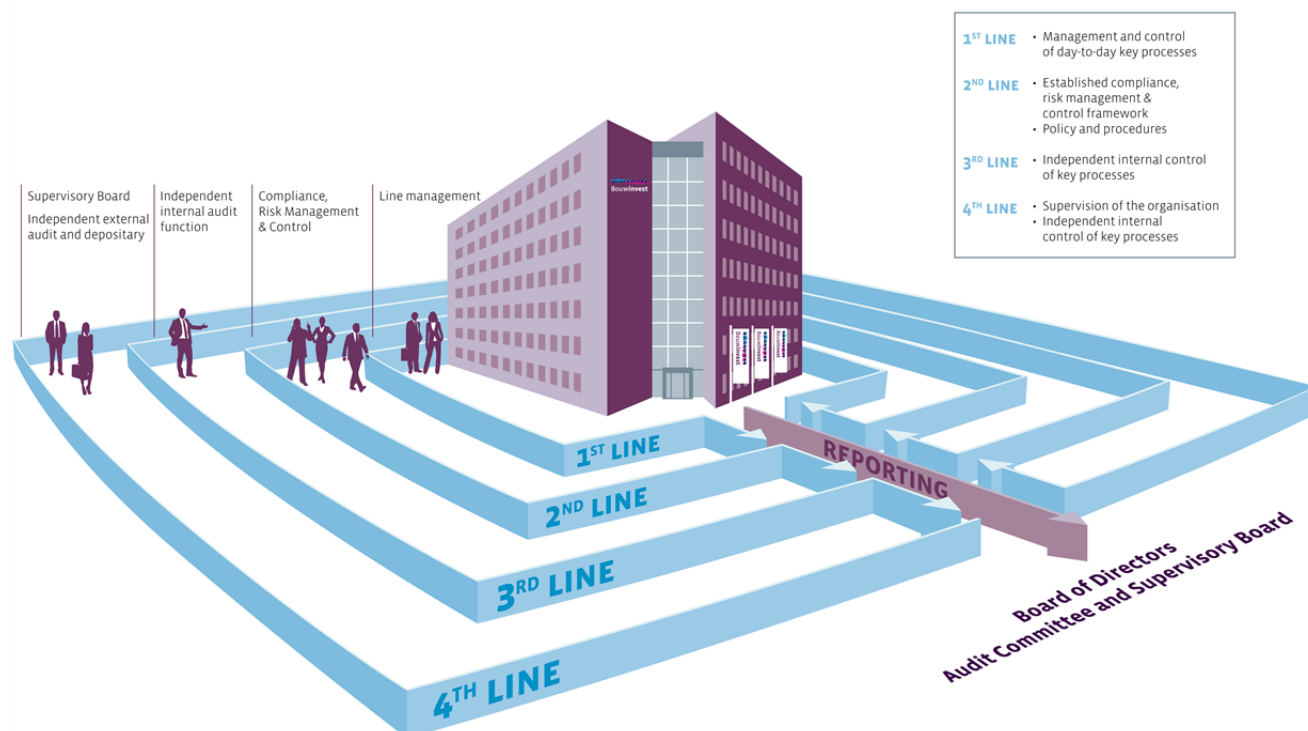 Supervisory Board
Independent external
audit and depositary
Independent
internal audit
function
Compliance,
Risk Management
& Control
Line management
1ST LINE
• Management and control
of day-to-day key processes
2ND LINE
• Established compliance,
risk management &
control framework
• Policy and procedures
3RD LINE
• Independent internal control
of key processes
4TH LINE
• Supervision of the organisation
• Independent internal
control of key processes
Bouwinvest
Bouwinvest
Bouwinvest
Bouwinvest
1ST LINE
2ND LINE
3RD LINE
4TH LINE
REPORTING
Board of Directors
Audit Committee and Supervisory Board